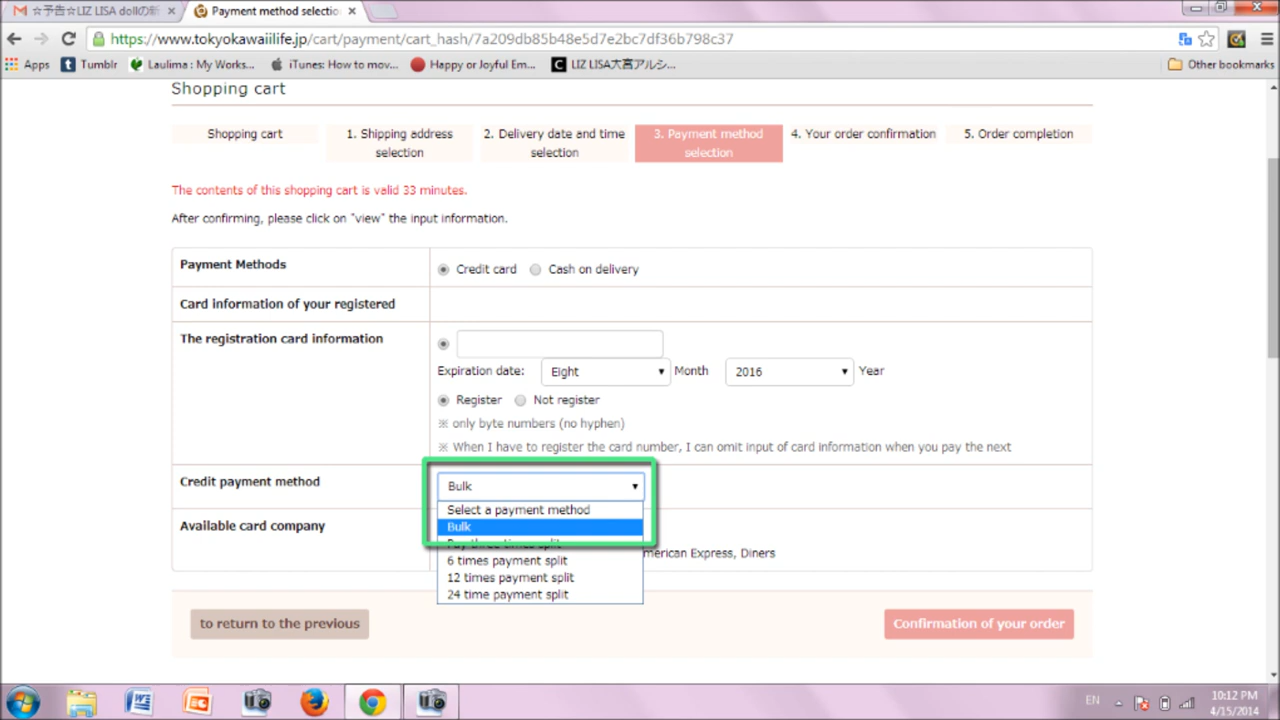 ☆予告☆LIZ LISA dollの新
Payment method selectio
https://www.tokyokawaiilife.jp/cart/payment/cart_hash/7a209db85b48e5d7e2bc7df36b798c37
Apps Tumblr Laulima : My Works... iTunes: How to mov... Happy or Joyful Em... LIZ LISA大宮アルシ... Other bookmarks
Shopping cart
Shopping cart
1. Shipping address
selection
2. Delivery date and time
selection
3. Payment method
selection
4. Your order confirmation
5. Order completion
The contents of this shopping cart is valid 33 minutes.
After confirming, please click on "view" the input information.
Payment Methods
Credit card Cash on delivery
Card information of your registered
The registration card information
Expiration date: Eight Month 2016 Year
Register Not register
※ only byte numbers (no hyphen)
※ When I have to register the card number, I can omit input of card information when you pay the next
Credit payment method
Bulk
Select a payment method
Bulk
Pay three times split
6 times payment split
12 times payment split
24 time payment split
Available card company
merican Express, Diners
to return to the previous
Confirmation of your order
EN
10:12 PM
4/15/2014